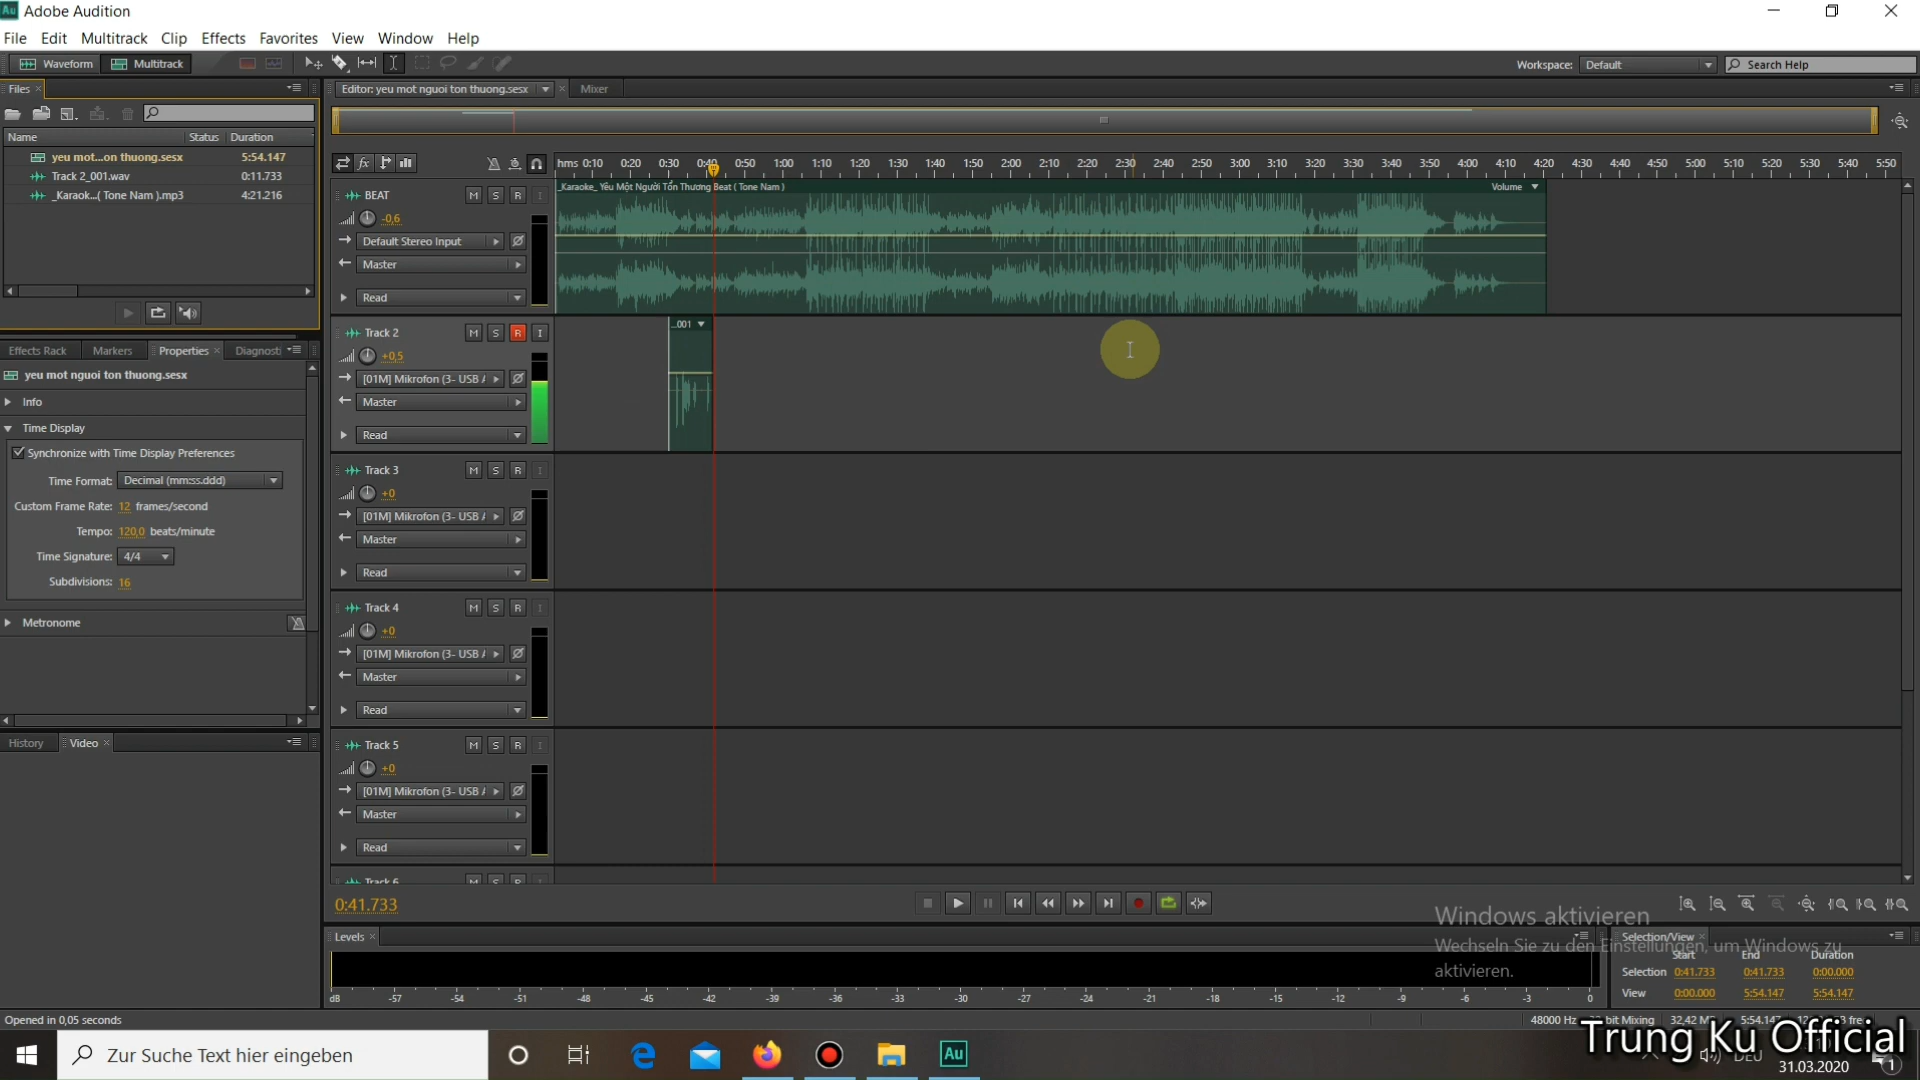 Adobe Audition
File Edit Multitrack Clip Effects Favorites View Window Help
Waveform Multitrack Workspace: Default Search Help
Files Editor: yeu mot nguoi ton thuong.sesx Mixer
Name Status Duration
yeu mot...on thuong.sesx 5:54.147
Track 2_001.wav 0:11.733
_Karaok...( Tone Nam ).mp3 4:21.216
hms 0:10 0:20 0:30 0:40 0:50 1:00 1:10 1:20 1:30 1:40 1:50 2:00 2:10 2:20 2:30 2:40 2:50 3:00 3:10 3:20 3:30 3:40 3:50 4:00 4:10 4:20 4:30 4:40 4:50 5:00 5:10 5:20 5:30 5:40 5:50
_Karaoke_ Yêu Một Người Tổn Thương Beat ( Tone Nam ) Volume
BEAT M S R I
-0,6
Default Stereo Input
Master
Read
Track 2 M S R I
..001
+0,5
[01M] Mikrofon (3- USB
Master
Read
Track 3 M S R I
+0
[01M] Mikrofon (3- USB
Master
Read
Track 4 M S R I
+0
[01M] Mikrofon (3- USB
Master
Read
Track 5 M S R I
+0
[01M] Mikrofon (3- USB
Master
Read
Track 6 M S R
Effects Rack Markers Properties Diagnosti
yeu mot nguoi ton thuong.sesx
Info
Time Display
Synchronize with Time Display Preferences
Time Format: Decimal (mm:ss.ddd)
Custom Frame Rate: 12 frames/second
Tempo: 120,0 beats/minute
Time Signature: 4/4
Subdivisions: 16
Metronome
History Video
0:41.733
Levels
dB -57 -54 -51 -48 -45 -42 -39 -36 -33 -30 -27 -24 -21 -18 -15 -12 -9 -6 -3 0
Windows aktivieren
Wechseln Sie zu den Einstellungen, um Windows zu
aktivieren.
Selection/View
Start End Duration
Selection 0:41.733 0:41.733 0:00.000
View 0:00.000 5:54.147 5:54.147
Opened in 0,05 seconds
48000 Hz bit Mixing 5:54.147
Trung Ku Official
Zur Suche Text hier eingeben
DEU
31.03.2020
1